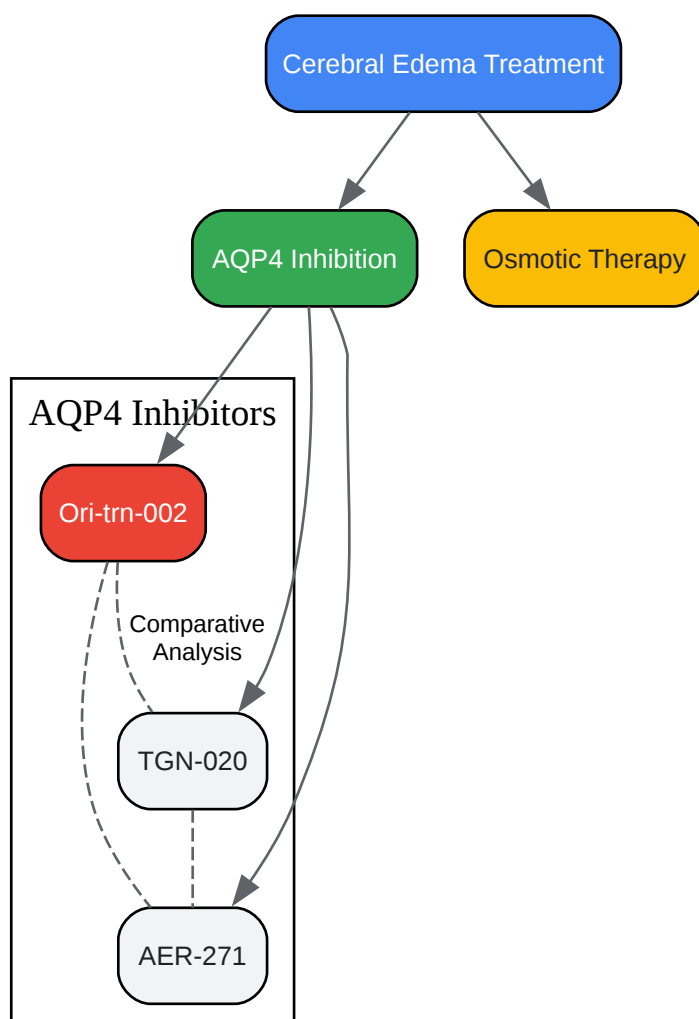 Cerebral Edema Treatment
AQP4 Inhibition
Osmotic Therapy
AQP4 Inhibitors
Ori-trn-002
Comparative
Analysis
TGN-020
AER-271